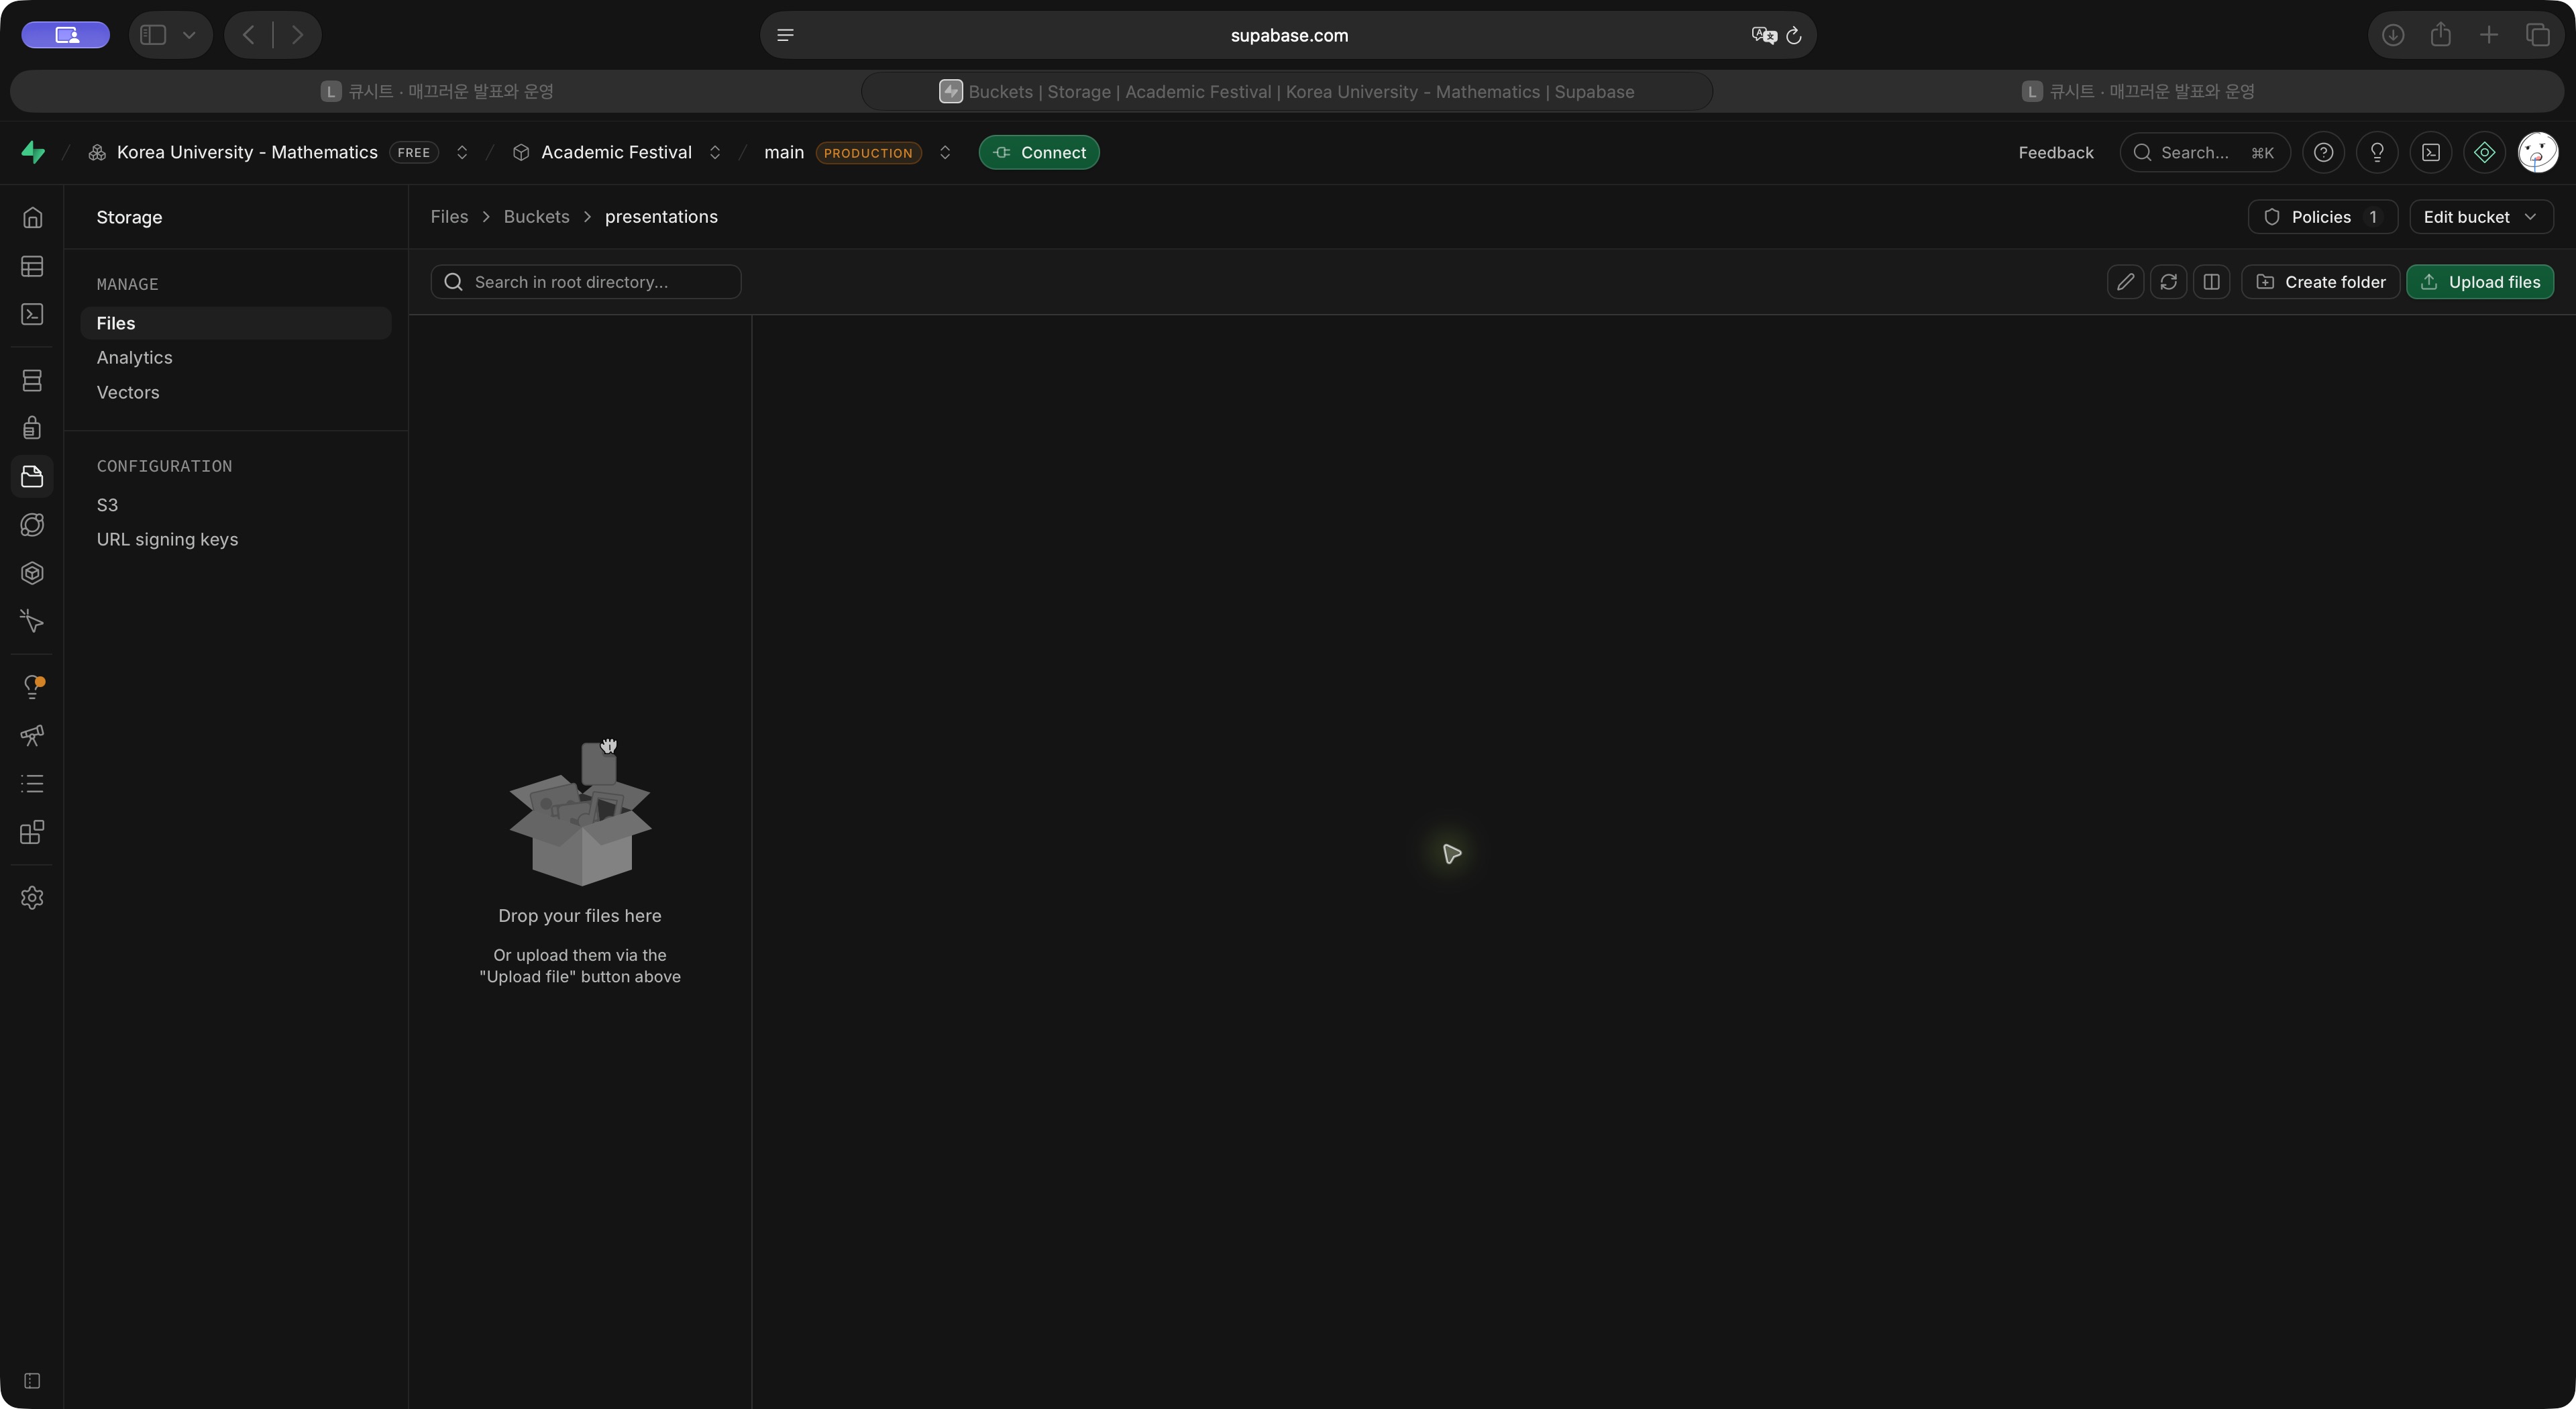 supabase.com
L 큐시트 · 매끄러운 발표와 운영
Buckets | Storage | Academic Festival | Korea University - Mathematics | Supabase
L 큐시트 · 매끄러운 발표와 운영
Korea University - Mathematics FREE / Academic Festival / main PRODUCTION Connect
Feedback Search... ⌘K
Storage
Files > Buckets > presentations
Policies 1 Edit bucket
MANAGE
Files
Analytics
Vectors
CONFIGURATION
S3
URL signing keys
Search in root directory...
Create folder Upload files
Drop your files here
Or upload them via the
"Upload file" button above